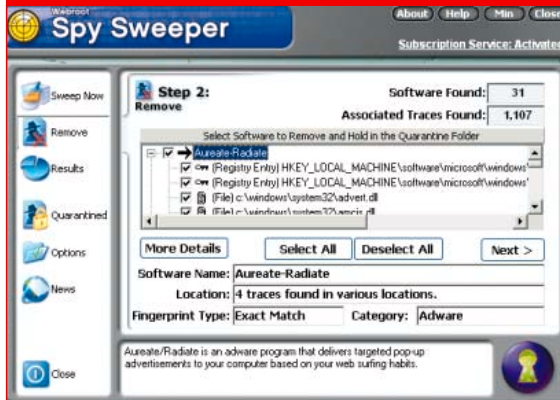 Webroot
Spy Sweeper
About Help Min Close
Subscription Service: Activated
Sweep Now
Remove
Results
Quarantined
Options
News
Close
Step 2:
Remove
Software Found: 31
Associated Traces Found: 1,107
Select Software to Remove and Hold in the Quarantine Folder
Aureate-Radiate
(Registry Entry) HKEY_LOCAL_MACHINE\software\microsoft\windows\
(Registry Entry) HKEY_LOCAL_MACHINE\software\microsoft\windows\
(File) c:\windows\system32\advert.dll
(File) c:\windows\system32\amcis.dll
More Details Select All Deselect All Next >
Software Name: Aureate-Radiate
Location: 4 traces found in various locations.
Fingerprint Type: Exact Match Category: Adware
Aureate/Radiate is an adware program that delivers targeted pop-up
advertisements to your computer based on your web surfing habits.